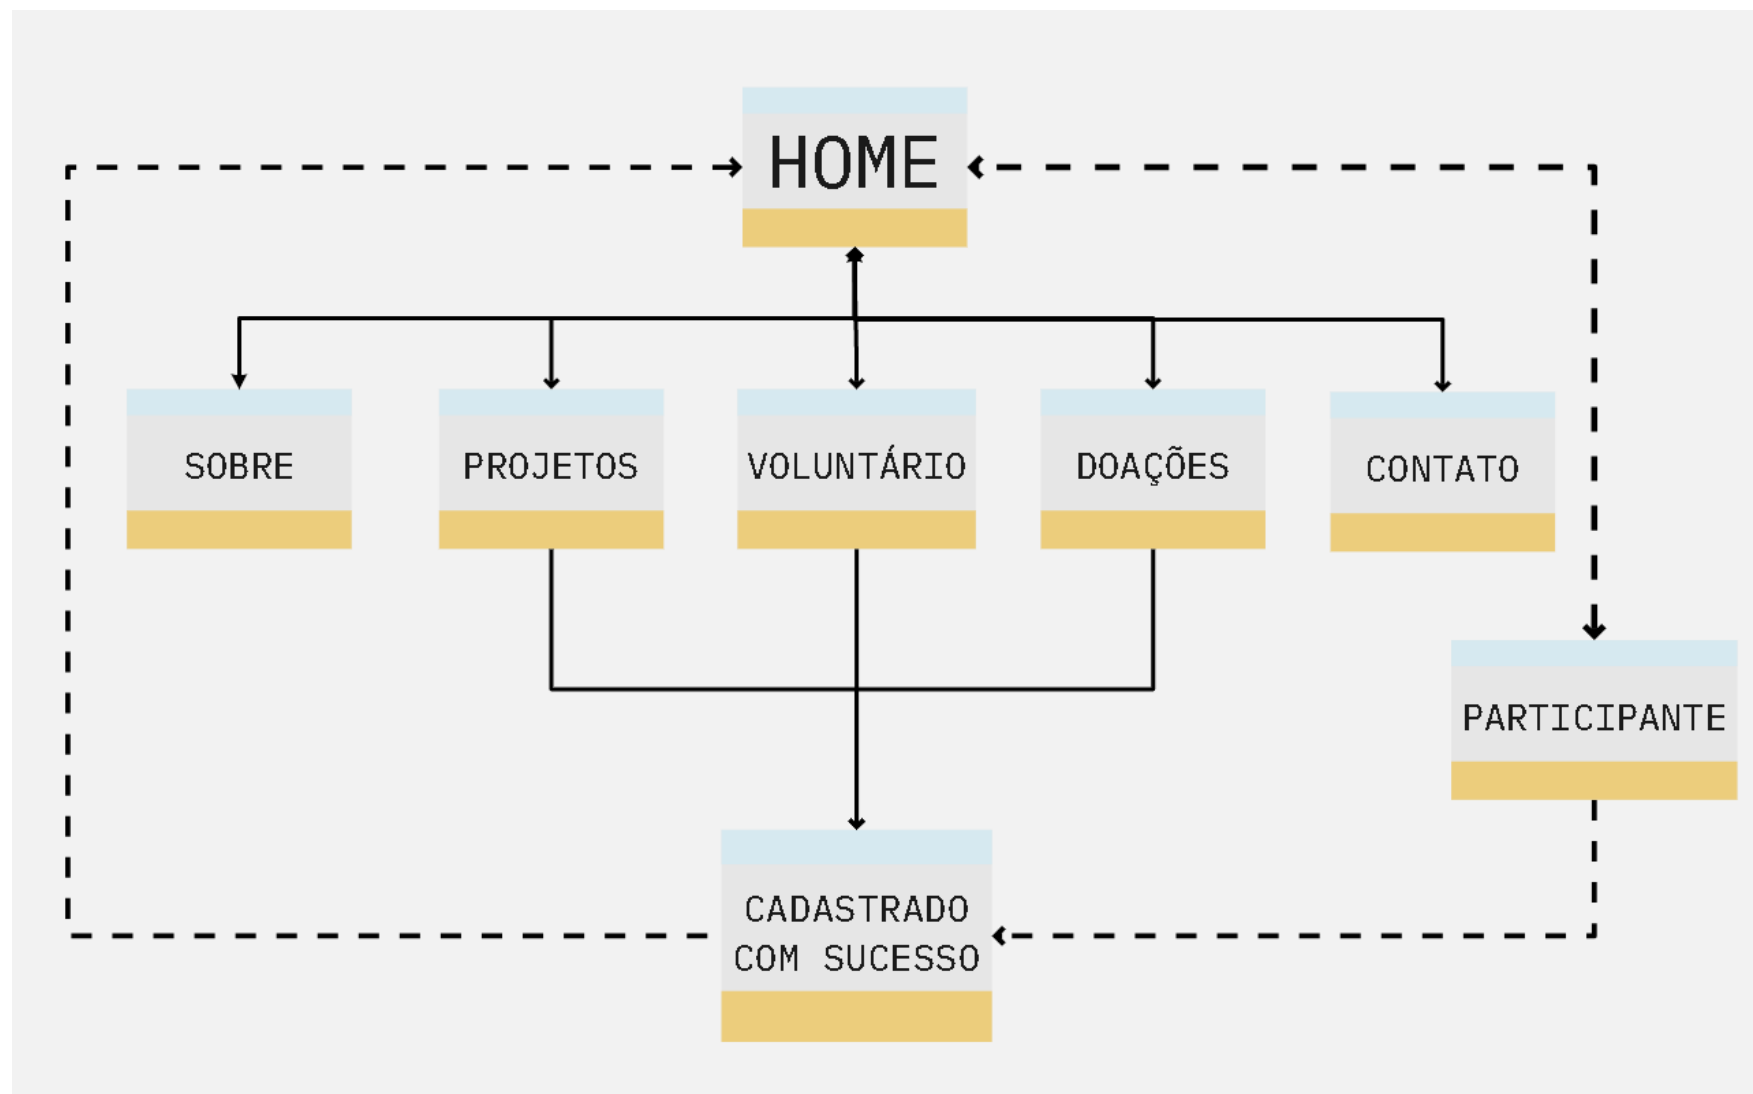 HOME
SOBRE
PROJETOS
VOLUNTÁRIO
DOAÇÕES
CONTATO
PARTICIPANTE
CADASTRADO
COM SUCESSO